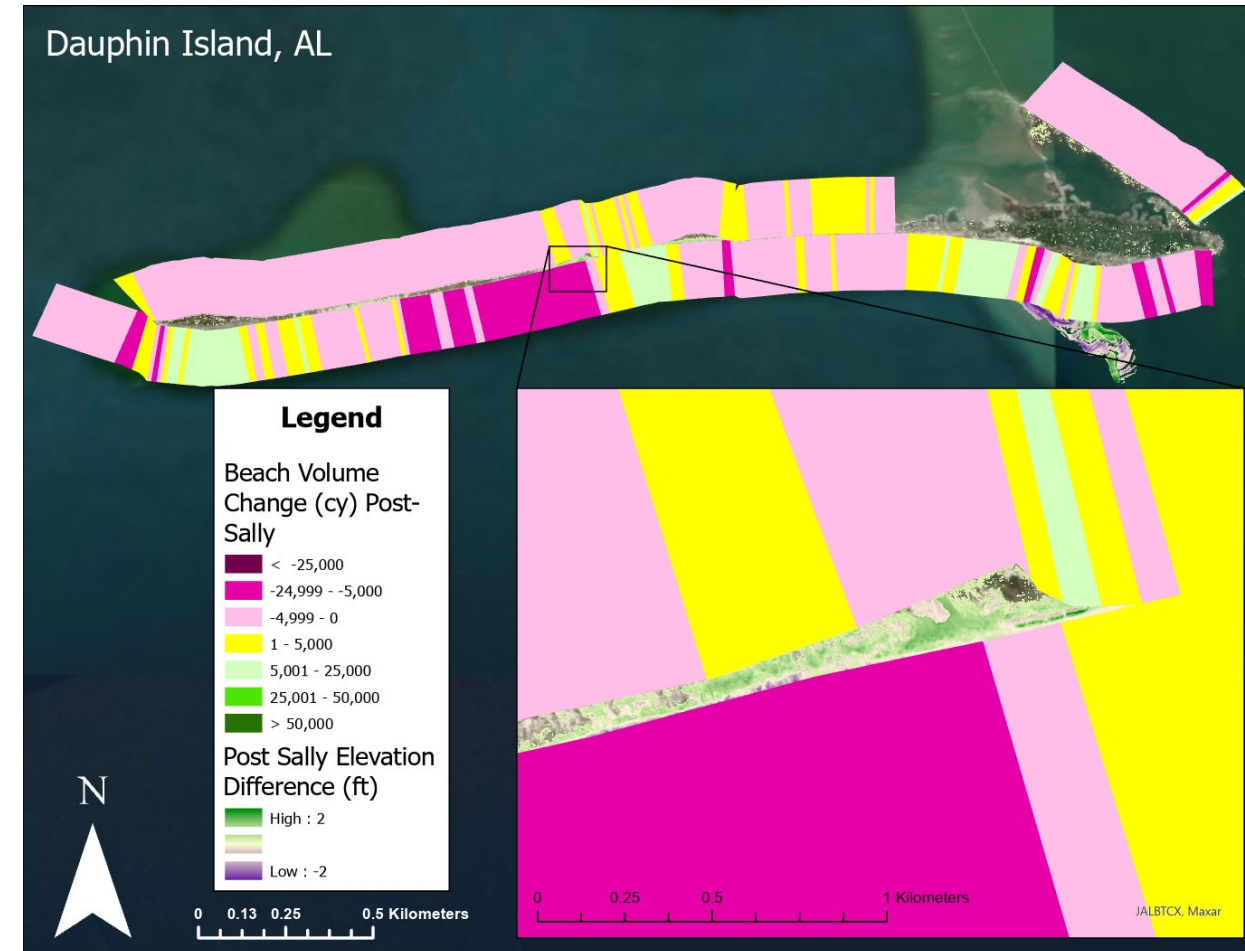 Dauphin Island, AL
Legend
Beach Volume
Change (cy) Post-
Sally
< -25,000
-24,999 - -5,000
-4,999 - 0
1 - 5,000
5,001 - 25,000
25,001 - 50,000
> 50,000
Post Sally Elevation
Difference (ft)
High : 2
Low : -2
N
0 0.13 0.25 0.5 Kilometers
0 0.25 0.5 1 Kilometers
JALBTCX, Maxar